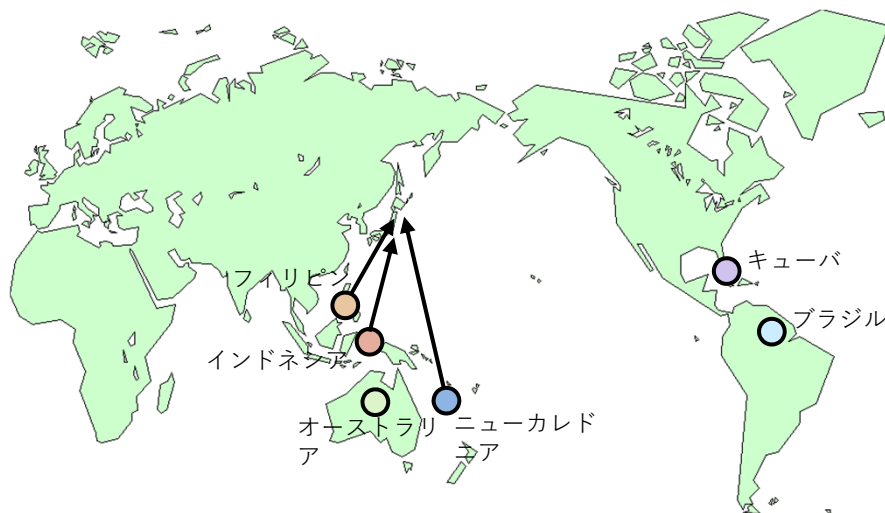 キューバ
フィリピン
ブラジル
インドネシア
オーストラリ
ア
ニューカレド
ニア